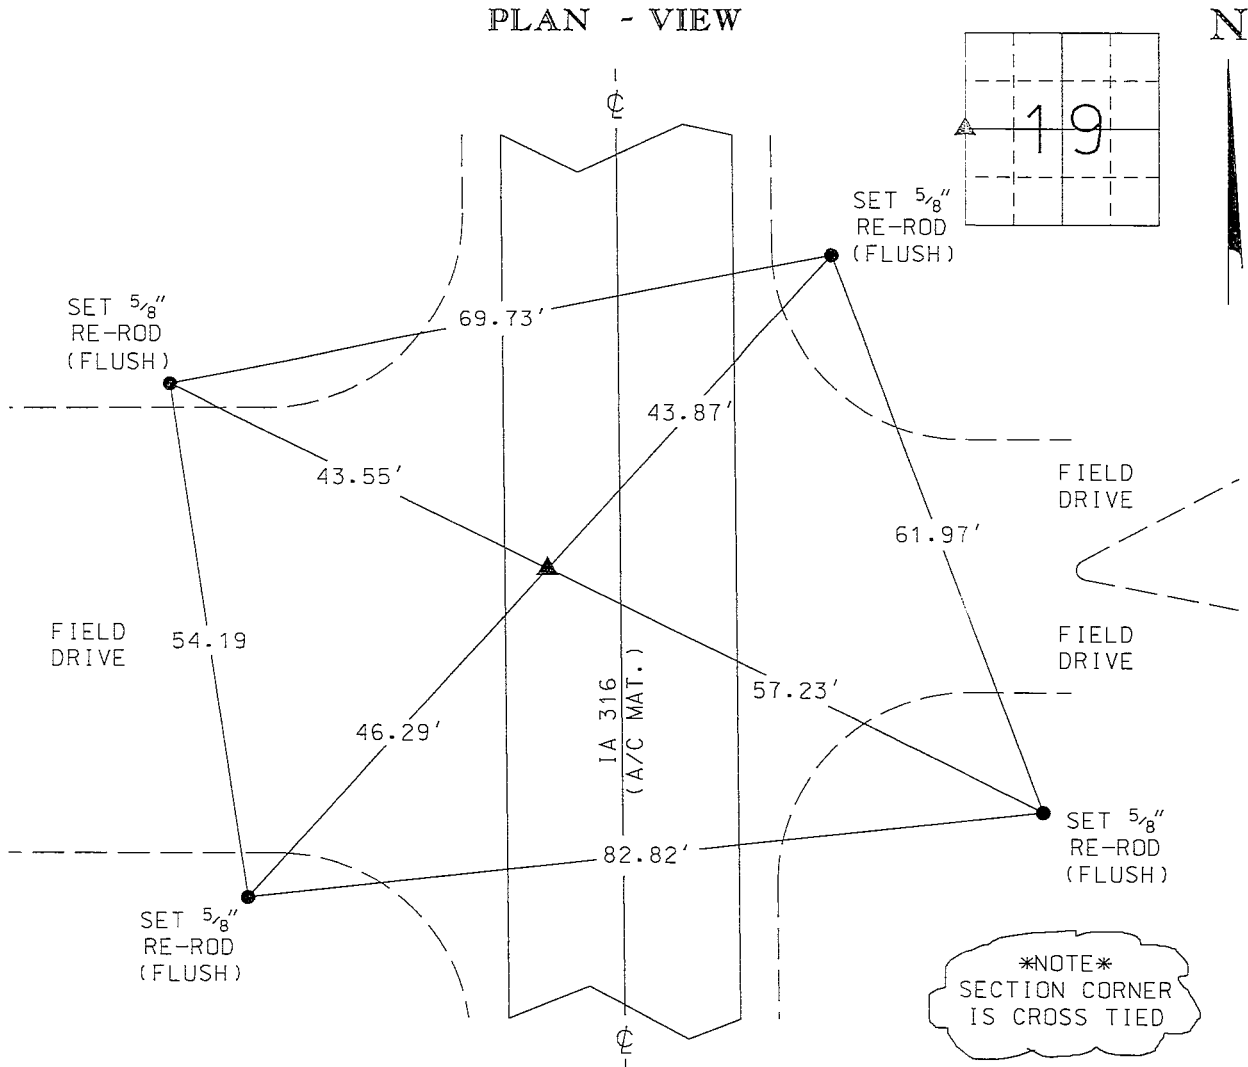 PLAN - VIEW
N
℄
19
SET 5/8"
RE-ROD
(FLUSH)
SET 5/8"
RE-ROD
(FLUSH)
69.73'
43.87'
43.55'
FIELD
DRIVE
61.97'
FIELD
DRIVE
54.19
FIELD
DRIVE
57.23'
46.29'
IA 316
(A/C MAT.)
82.82'
SET 5/8"
RE-ROD
(FLUSH)
SET 5/8"
RE-ROD
(FLUSH)
*NOTE*
SECTION CORNER
IS CROSS TIED
℄